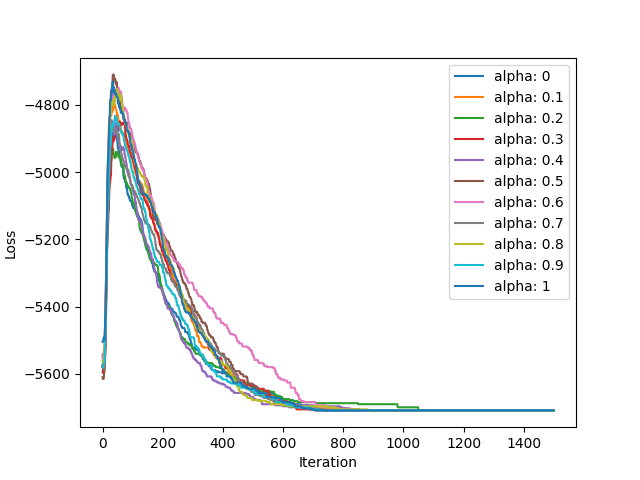 Loss
−4800
−5000
−5200
−5400
−5600
0
200
400
600
800
1000
1200
1400
Iteration
alpha: 0
alpha: 0.1
alpha: 0.2
alpha: 0.3
alpha: 0.4
alpha: 0.5
alpha: 0.6
alpha: 0.7
alpha: 0.8
alpha: 0.9
alpha: 1